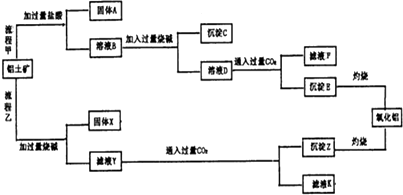 流程甲
加过量盐酸
固体A
溶液B
加入过量烧碱
沉淀C
溶液D
通入过量CO₂
滤液F
沉淀E
灼烧
铝土矿
氧化铝
流程乙
加过量烧碱
固体X
滤液Y
通入过量CO₂
沉淀Z
灼烧
滤液K